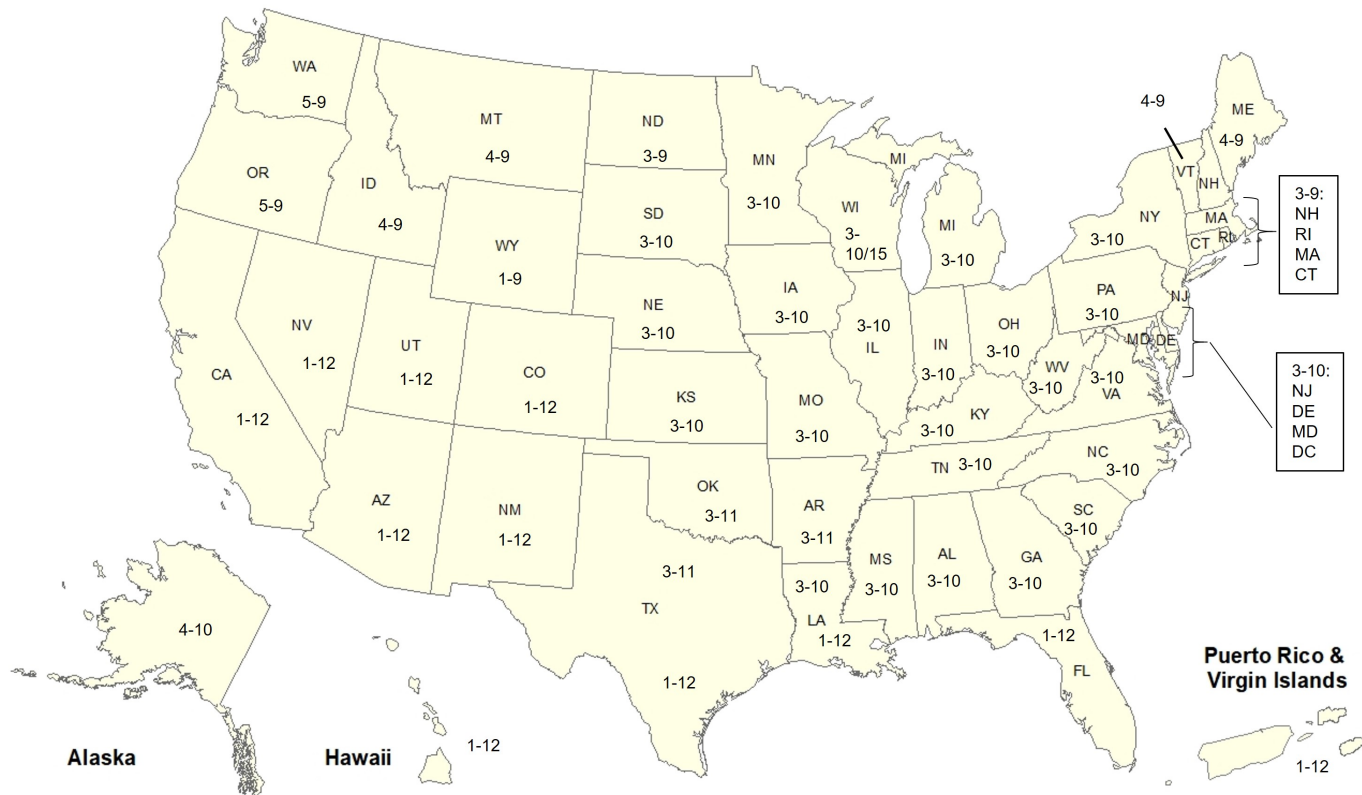 WA
5-9
OR
5-9
ID
4-9
MT
4-9
WY
1-9
ND
3-9
SD
3-10
NE
3-10
KS
3-10
MN
3-10
IA
3-10
MO
3-10
WI
3-
10/15
MI
MI
3-10
3-10
IL
IN
3-10
OH
3-10
KY
3-10
TN 3-10
WV
3-10
3-10
VA
NC
3-10
SC
3-10
GA
3-10
AL
3-10
MS
3-10
AR
3-11
3-10
LA
1-12
OK
3-11
3-11
TX
1-12
NV
1-12
CA
1-12
UT
1-12
CO
1-12
AZ
1-12
NM
1-12
1-12
FL
PA
3-10
NY
3-10
4-9
VT
NH
ME
4-9
MA
CT
RI
NJ
MD
DE
3-9:
NH
RI
MA
CT
3-10:
NJ
DE
MD
DC
4-10
Alaska
Hawaii
1-12
Puerto Rico &
Virgin Islands
1-12